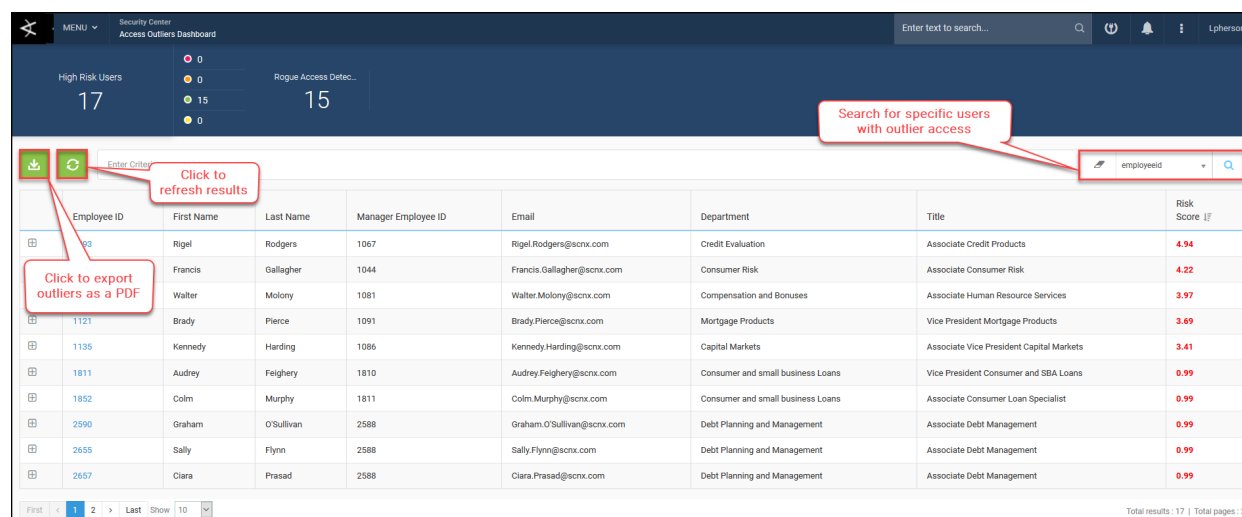 MENU
Security Center
Access Outliers Dashboard
Enter text to search...
Lpherson
High Risk Users
17
0
0
15
0
Rogue Access Detec...
15
Search for specific users
with outlier access
Enter Criteri
Click to
refresh results
employeeid
Employee ID First Name Last Name Manager Employee ID Email Department Title Risk Score
93 Rigel Rodgers 1067 Rigel.Rodgers@scnx.com Credit Evaluation Associate Credit Products 4.94
Click to export
outliers as a PDF
Francis Gallagher 1044 Francis.Gallagher@scnx.com Consumer Risk Associate Consumer Risk 4.22
Walter Molony 1081 Walter.Molony@scnx.com Compensation and Bonuses Associate Human Resource Services 3.97
1121 Brady Pierce 1091 Brady.Pierce@scnx.com Mortgage Products Vice President Mortgage Products 3.69
1135 Kennedy Harding 1086 Kennedy.Harding@scnx.com Capital Markets Associate Vice President Capital Markets 3.41
1811 Audrey Feighery 1810 Audrey.Feighery@scnx.com Consumer and small business Loans Vice President Consumer and SBA Loans 0.99
1852 Colm Murphy 1811 Colm.Murphy@scnx.com Consumer and small business Loans Associate Consumer Loan Specialist 0.99
2590 Graham O'Sullivan 2588 Graham.O'Sullivan@scnx.com Debt Planning and Management Associate Debt Management 0.99
2655 Sally Flynn 2588 Sally.Flynn@scnx.com Debt Planning and Management Associate Debt Management 0.99
2657 Ciara Prasad 2588 Ciara.Prasad@scnx.com Debt Planning and Management Associate Debt Management 0.99
First 1 2 Last Show 10
Total results : 17 | Total pages :